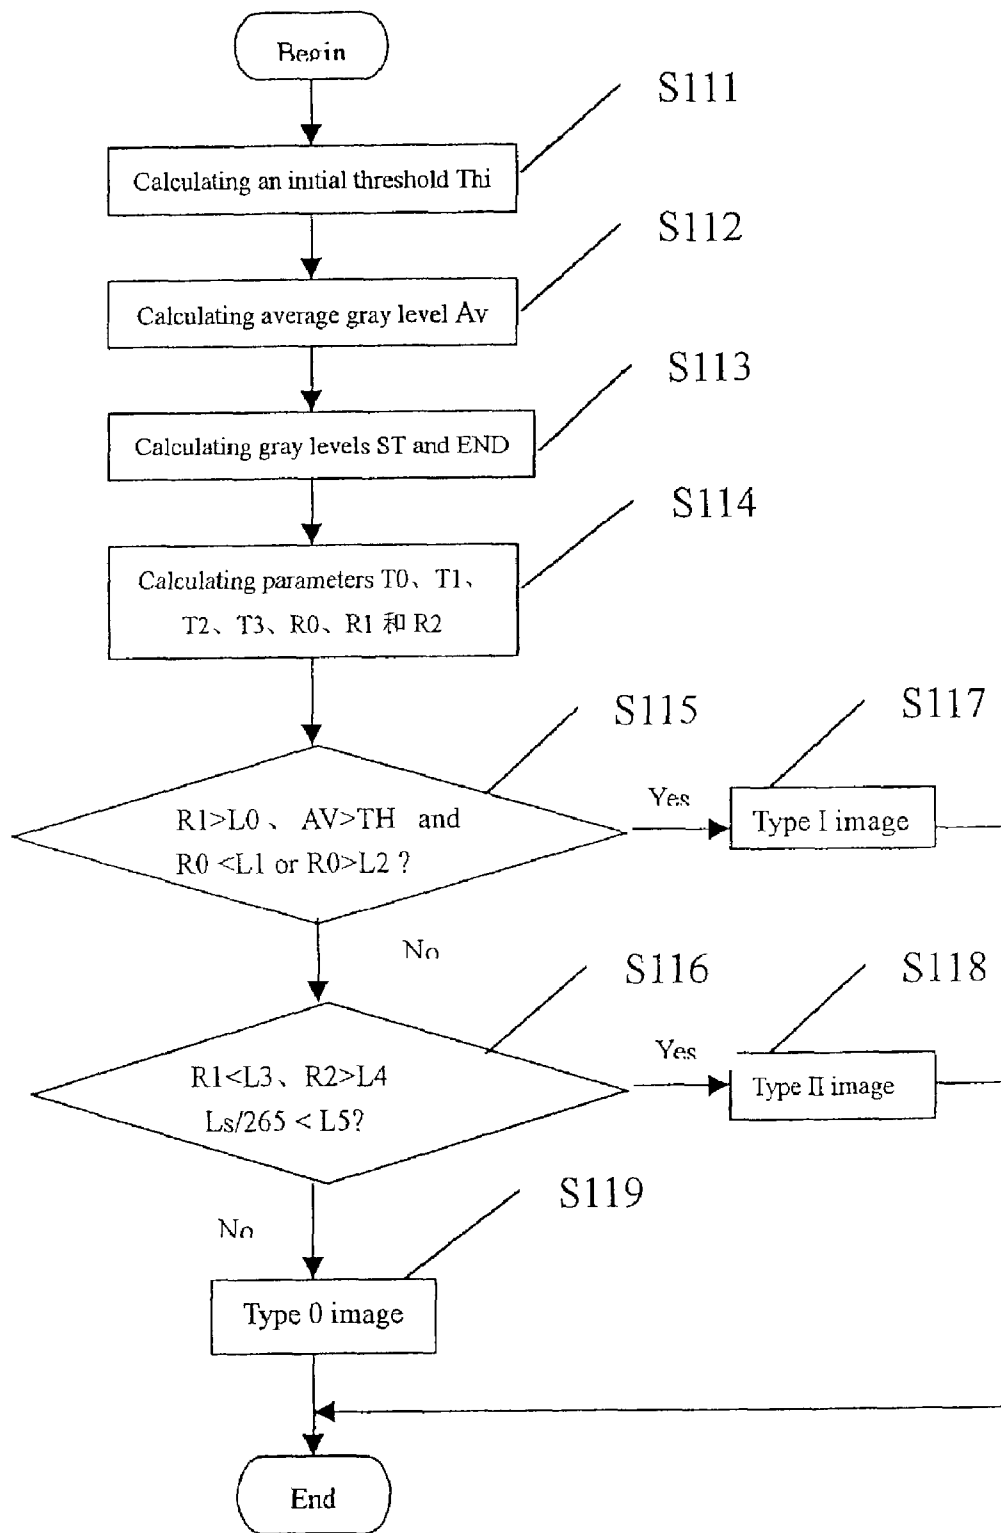 Begin
S111
Calculating an initial threshold Thi
S112
Calculating average gray level Av
S113
Calculating gray levels ST and END
S114
Calculating parameters T0、T1、
T2、T3、R0、R1 和 R2
S115
S117
R1>L0 、 AV>TH and
R0 <L1 or R0>L2 ?
Yes
Type I image
No
S116
S118
R1<L3、R2>L4
Ls/265 < L5?
Yes
Type II image
S119
No
Type 0 image
End